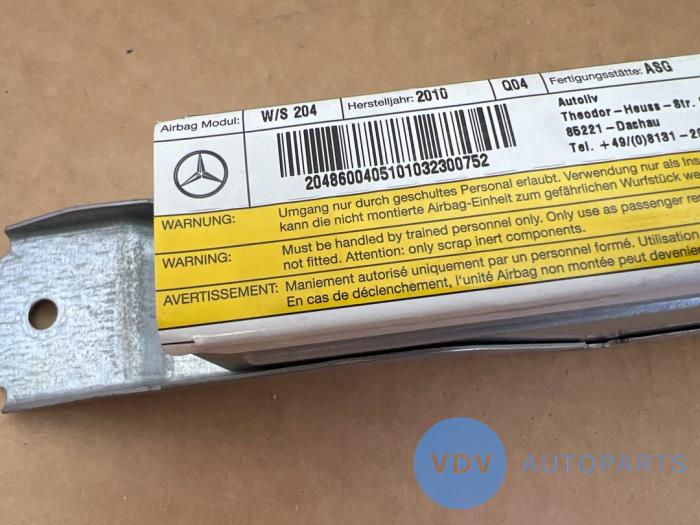 Airbag Modul: W/S 204 Herstelljahr: 2010 Q04 Fertigungsstätte: ASG
Autoliv
Theodor-Heuss-Str.
85221-Dachau
Tel. +49/(0)8131-
2048600405101032300752
WARNUNG: Umgang nur durch geschultes Personal erlaubt. Verwendung nur als
kann die nicht montierte Airbag-Einheit zum gefährlichen Wurfstück
WARNING: Must be handled by trained personnel only. Only use as passenger
not fitted. Attention: only scrap inert components.
AVERTISSEMENT: Maniement autorisé uniquement par un personnel formé. Utilisation
En cas de déclenchement, l'unité Airbag non montée peut
VDV AUTOPARTS